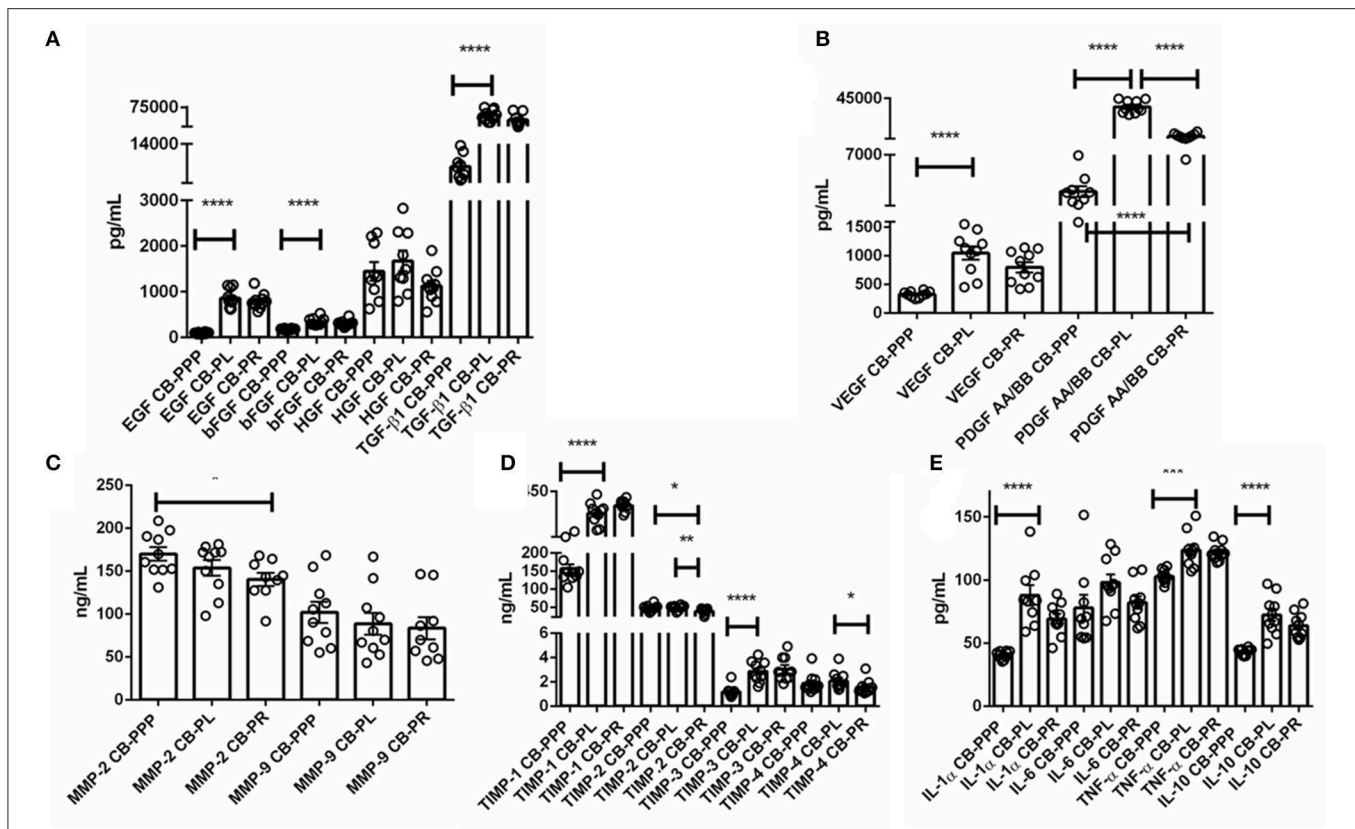 A
****
75000
14000
3000
2000
1000
0
pg/mL
****
****
EGF CB-PPP
EGF CB-PL
EGF CB-PR
bFGF CB-PPP
bFGF CB-PL
bFGF CB-PR
HGF CB-PPP
HGF CB-PL
HGF CB-PR
TGF-β1 CB-PPP
TGF-β1 CB-PL
TGF-β1 CB-PR
B
****
****
45000
7000
1500
1000
500
0
pg/mL
****
****
VEGF CB-PPP
VEGF CB-PL
VEGF CB-PR
PDGF AA/BB CB-PPP
PDGF AA/BB CB-PL
PDGF AA/BB CB-PR
C
250
200
150
100
50
0
ng/mL
MMP-2 CB-PPP
MMP-2 CB-PL
MMP-2 CB-PR
MMP-9 CB-PPP
MMP-9 CB-PL
MMP-9 CB-PR
D
****
450
200
150
100
50
6
4
2
0
ng/mL
*
**
****
*
TIMP-1 CB-PPP
TIMP-1 CB-PL
TIMP-1 CB-PR
TIMP-2 CB-PPP
TIMP-2 CB-PL
TIMP-2 CB-PR
TIMP-3 CB-PPP
TIMP-3 CB-PL
TIMP-3 CB-PR
TIMP-4 CB-PPP
TIMP-4 CB-PL
TIMP-4 CB-PR
E
****
***
****
150
100
50
0
pg/mL
IL-1α CB-PPP
IL-1α CB-PL
IL-1α CB-PR
IL-6 CB-PPP
IL-6 CB-PL
IL-6 CB-PR
TNF-α CB-PPP
TNF-α CB-PL
TNF-α CB-PR
IL-10 CB-PPP
IL-10 CB-PL
IL-10 CB-PR